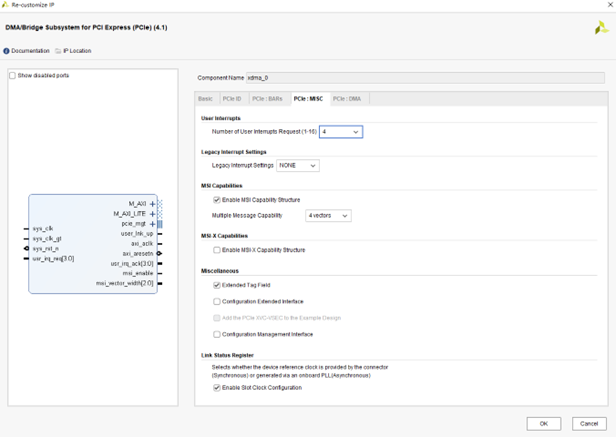 Re-customize IP
DMA/Bridge Subsystem for PCI Express (PCIe) (4.1)
Documentation IP Location
Show disabled ports
Component Name xdma_0
Basic PCIe ID PCIe : BARs PCIe : MISC PCIe : DMA
User Interrupts
Number of User Interrupts Request (1-16) 4
Legacy Interrupt Settings
Legacy Interrupt Settings NONE
MSI Capabilities
Enable MSI Capability Structure
Multiple Message Capability 4 vectors
MSI-X Capabilities
Enable MSI-X Capability Structure
Miscellaneous
Extended Tag Field
Configuration Extended Interface
Add the PCIe XVC-VSEC to the Example Design
Configuration Management Interface
Link Status Register
Selects whether the device reference clock is provided by the connector
(Synchronous) or generated via an onboard PLL(Asynchronous)
Enable Slot Clock Configuration
sys_clk
sys_clk_gt
sys_rst_n
usr_irq_req[3:0]
M_AXI
M_AXI_LITE
pcie_mgt
user_lnk_up
axi_aclk
axi_aresetn
usr_irq_ack[3:0]
msi_enable
msi_vector_width[2:0]
OK Cancel